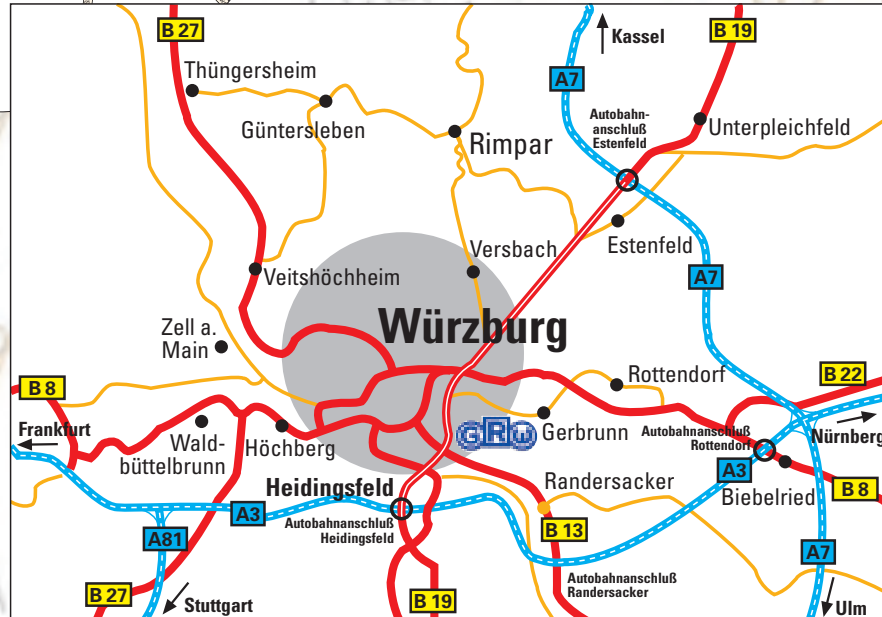 B 27
Kassel
B 19
Thüngersheim
A7
Autobahn-
anschluß
Estenfeld
Güntersleben
Rimpar
Unterpleichfeld
Versbach
Estenfeld
Veitshöchheim
A7
Zell a.
Main
Würzburg
Rottendorf
B 22
B 8
Frankfurt
Wald-
büttelbrunn
Höchberg
GRW
Gerbrunn
Autobahnanschluß
Rottendorf
Nürnberg
A3
Biebelried
B 8
Heidingsfeld
Randersacker
A3
Autobahnanschluß
Heidingsfeld
A81
B 13
A7
B 27
Stuttgart
B 19
Autobahnanschluß
Randersacker
Ulm